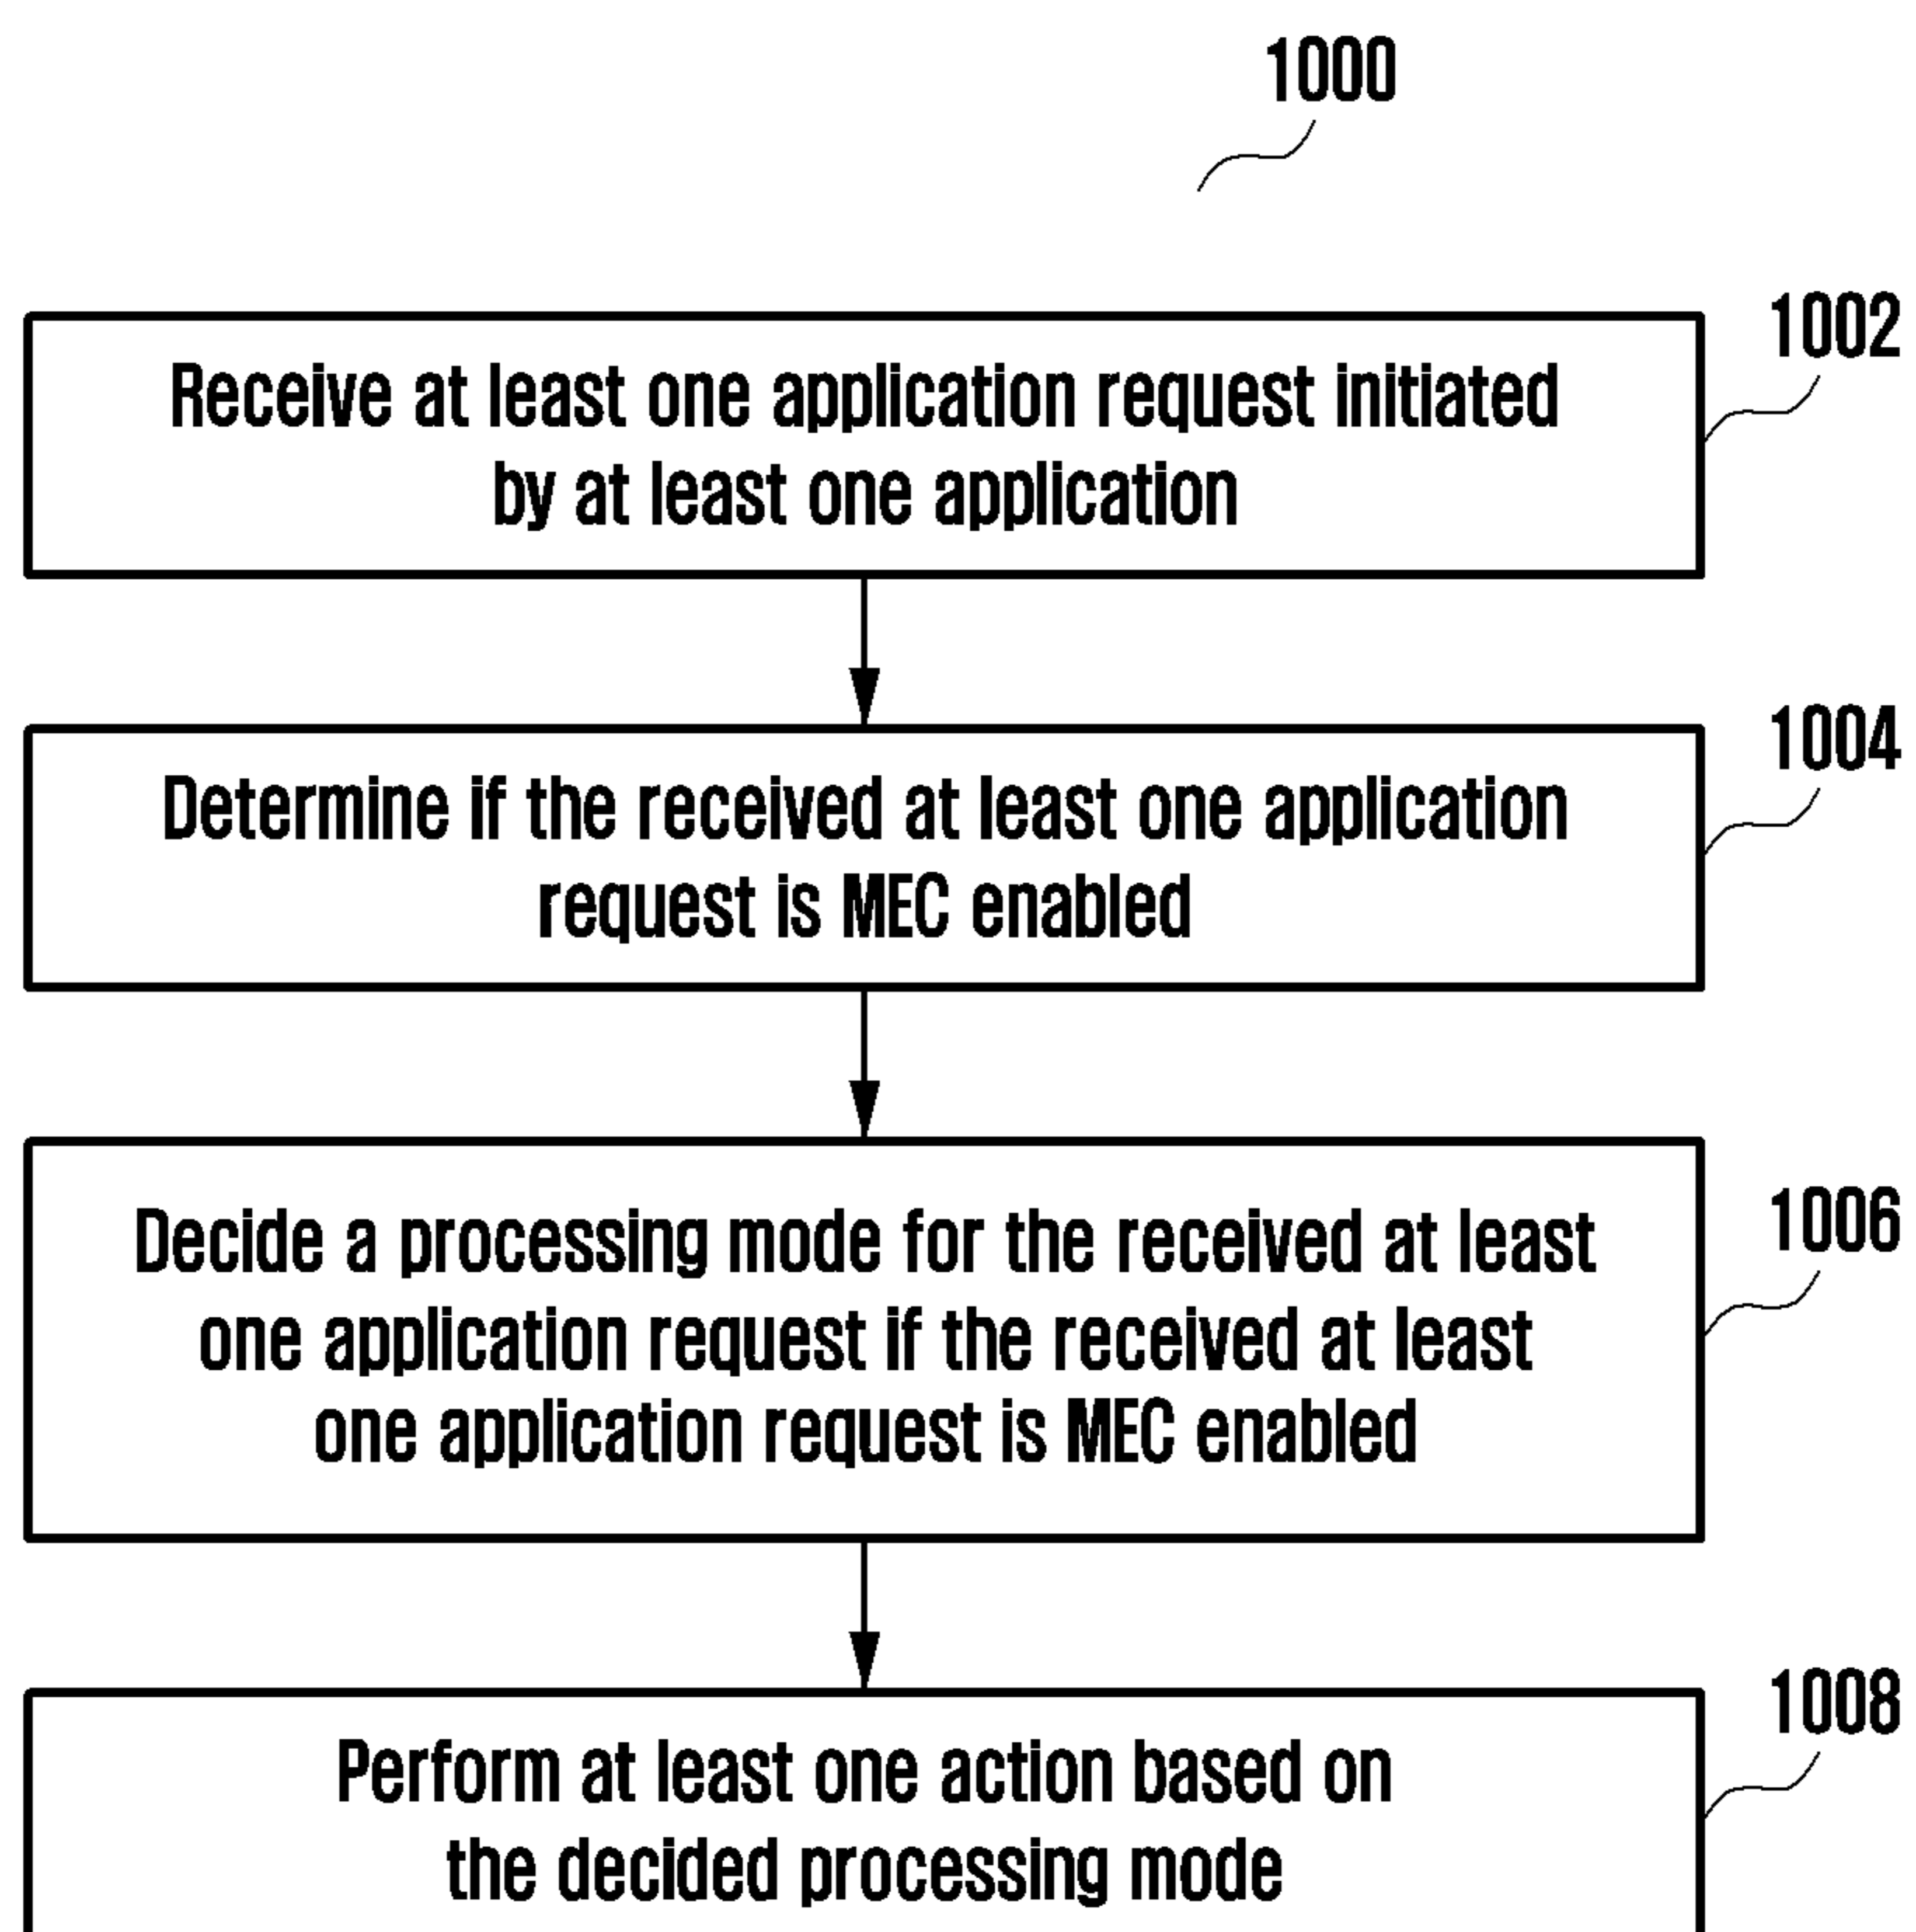 1000
1002
Receive at least one application request initiated
by at least one application
1004
Determine if the received at least one application
request is MEC enabled
1006
Decide a processing mode for the received at least
one application request if the received at least
one application request is MEC enabled
1008
Perform at least one action based on
the decided processing mode